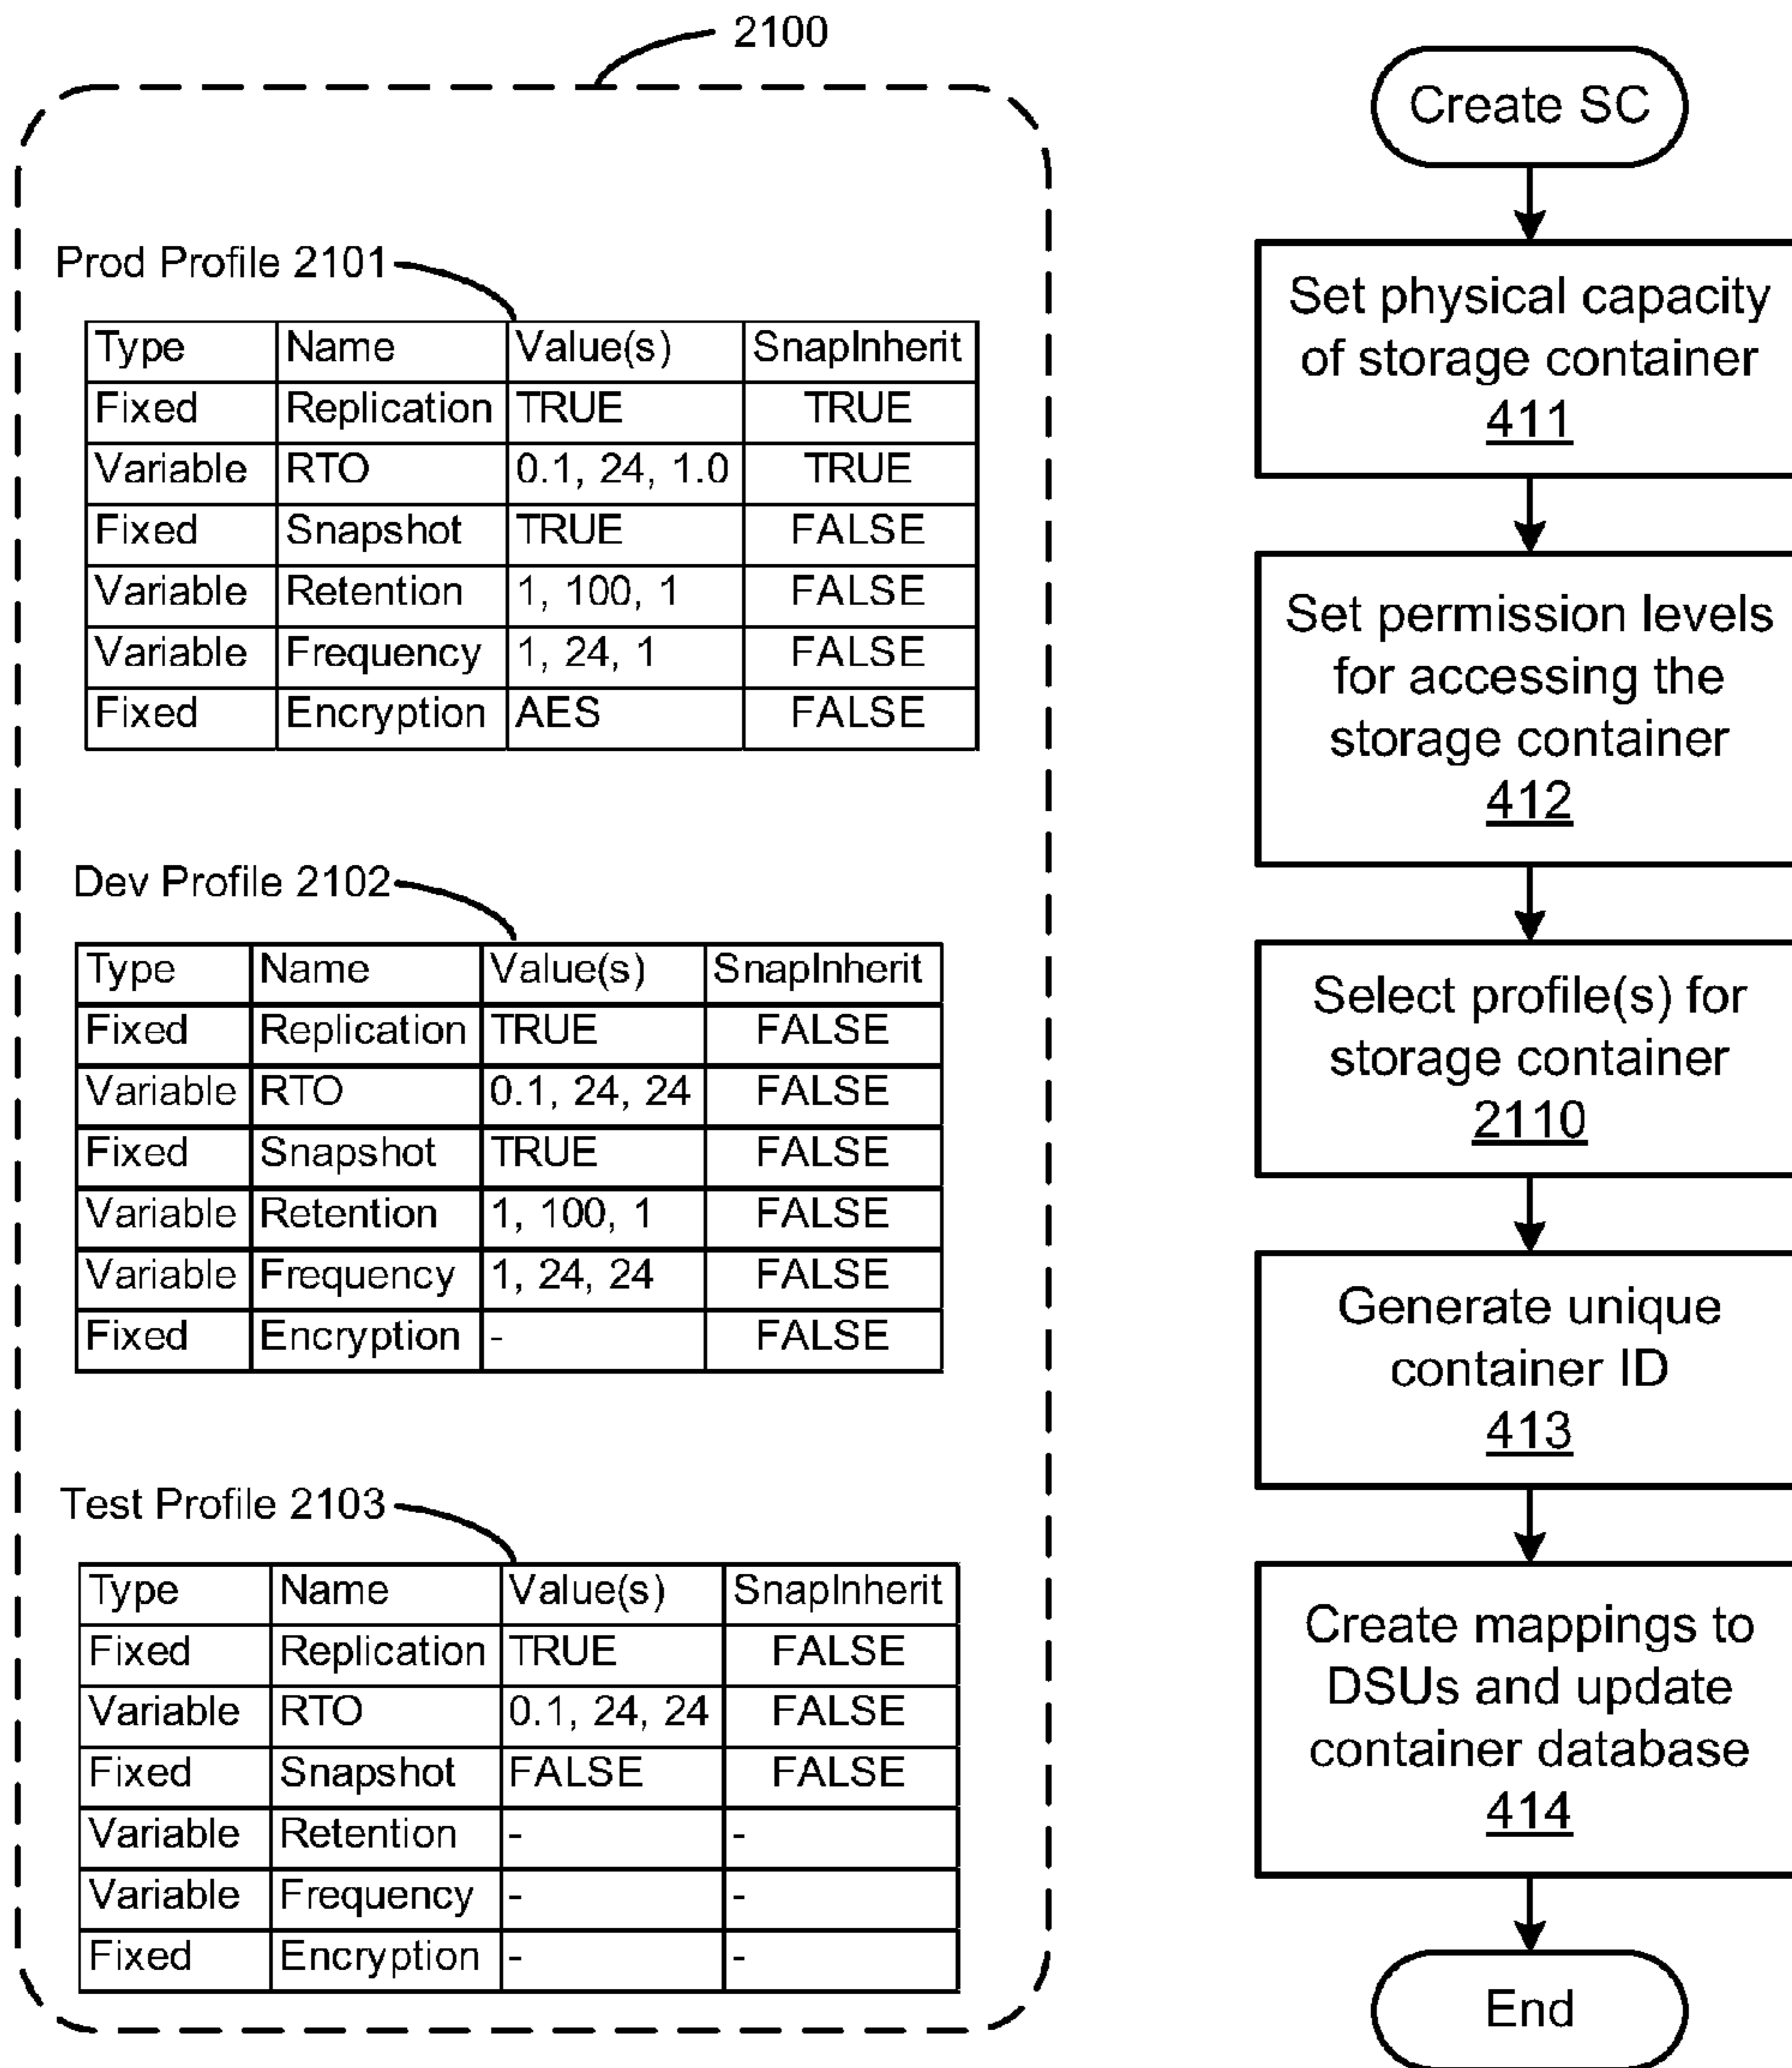 2100
Prod Profile 2101
Type Name Value(s) SnapInherit
Fixed Replication TRUE TRUE
Variable RTO 0.1, 24, 1.0 TRUE
Fixed Snapshot TRUE FALSE
Variable Retention 1, 100, 1 FALSE
Variable Frequency 1, 24, 1 FALSE
Fixed Encryption AES FALSE
Dev Profile 2102
Type Name Value(s) SnapInherit
Fixed Replication TRUE FALSE
Variable RTO 0.1, 24, 24 FALSE
Fixed Snapshot TRUE FALSE
Variable Retention 1, 100, 1 FALSE
Variable Frequency 1, 24, 24 FALSE
Fixed Encryption - FALSE
Test Profile 2103
Type Name Value(s) SnapInherit
Fixed Replication TRUE FALSE
Variable RTO 0.1, 24, 24 FALSE
Fixed Snapshot FALSE FALSE
Variable Retention - -
Variable Frequency - -
Fixed Encryption - -
Create SC
Set physical capacity
of storage container
411
Set permission levels
for accessing the
storage container
412
Select profile(s) for
storage container
2110
Generate unique
container ID
413
Create mappings to
DSUs and update
container database
414
End